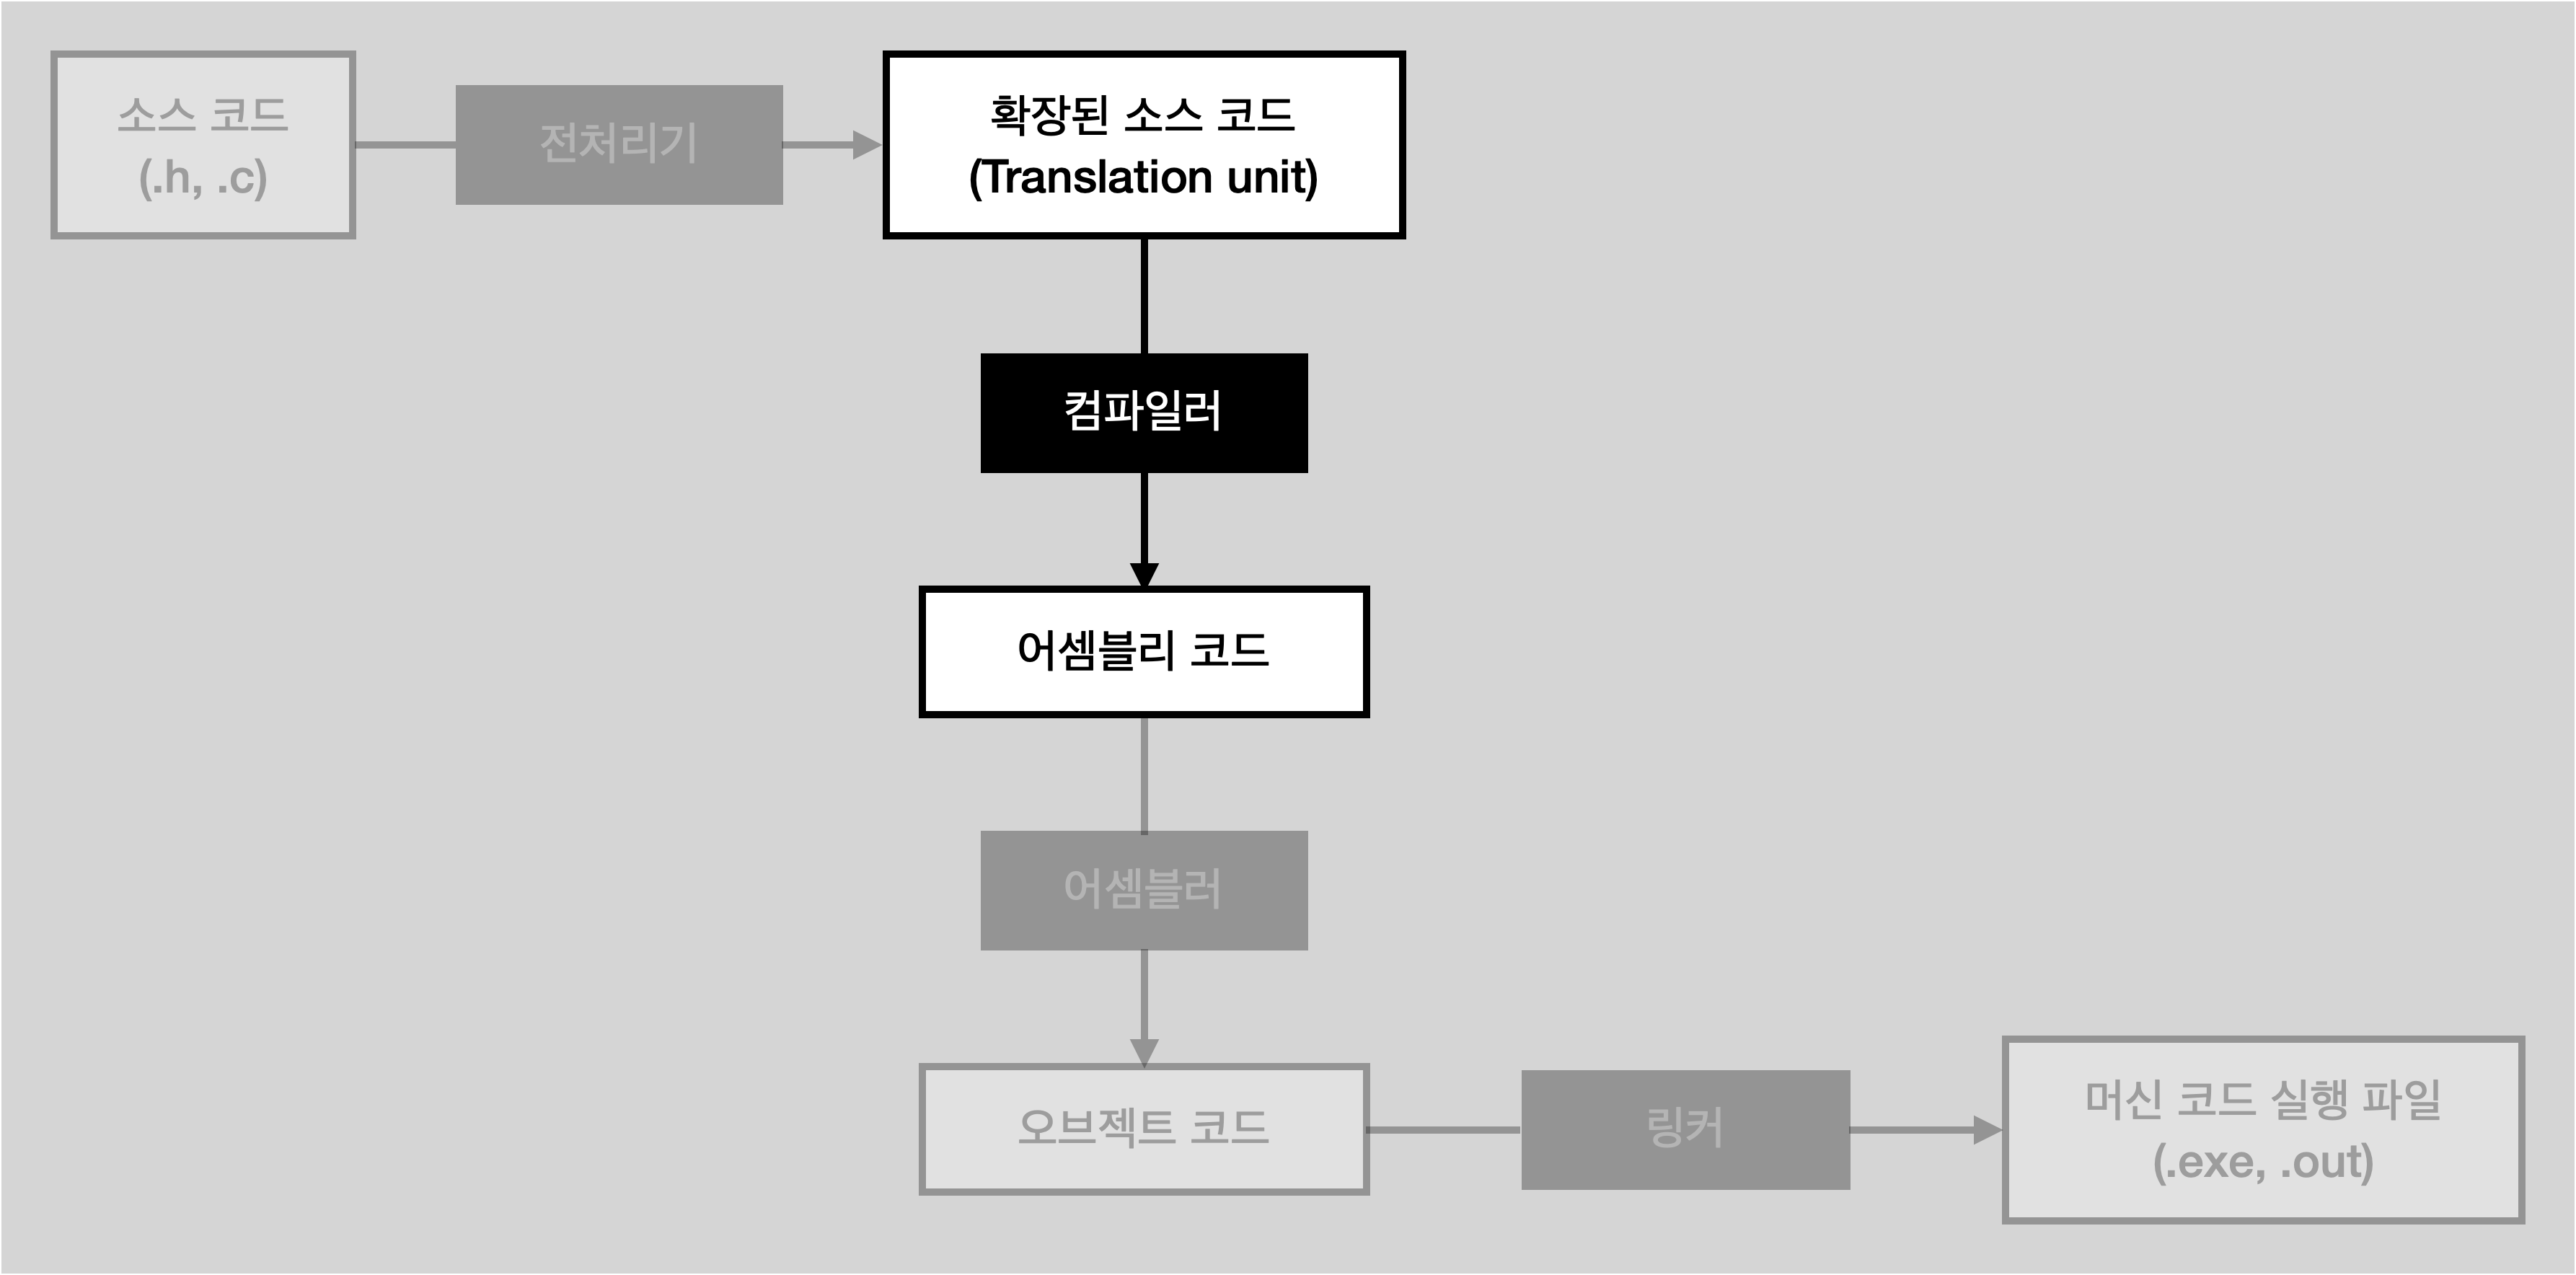 소스 코드
(.h, .c)
전처리기
확장된 소스 코드
(Translation unit)
컴파일러
어셈블리 코드
어셈블러
오브젝트 코드
링커
머신 코드 실행 파일
(.exe, .out)